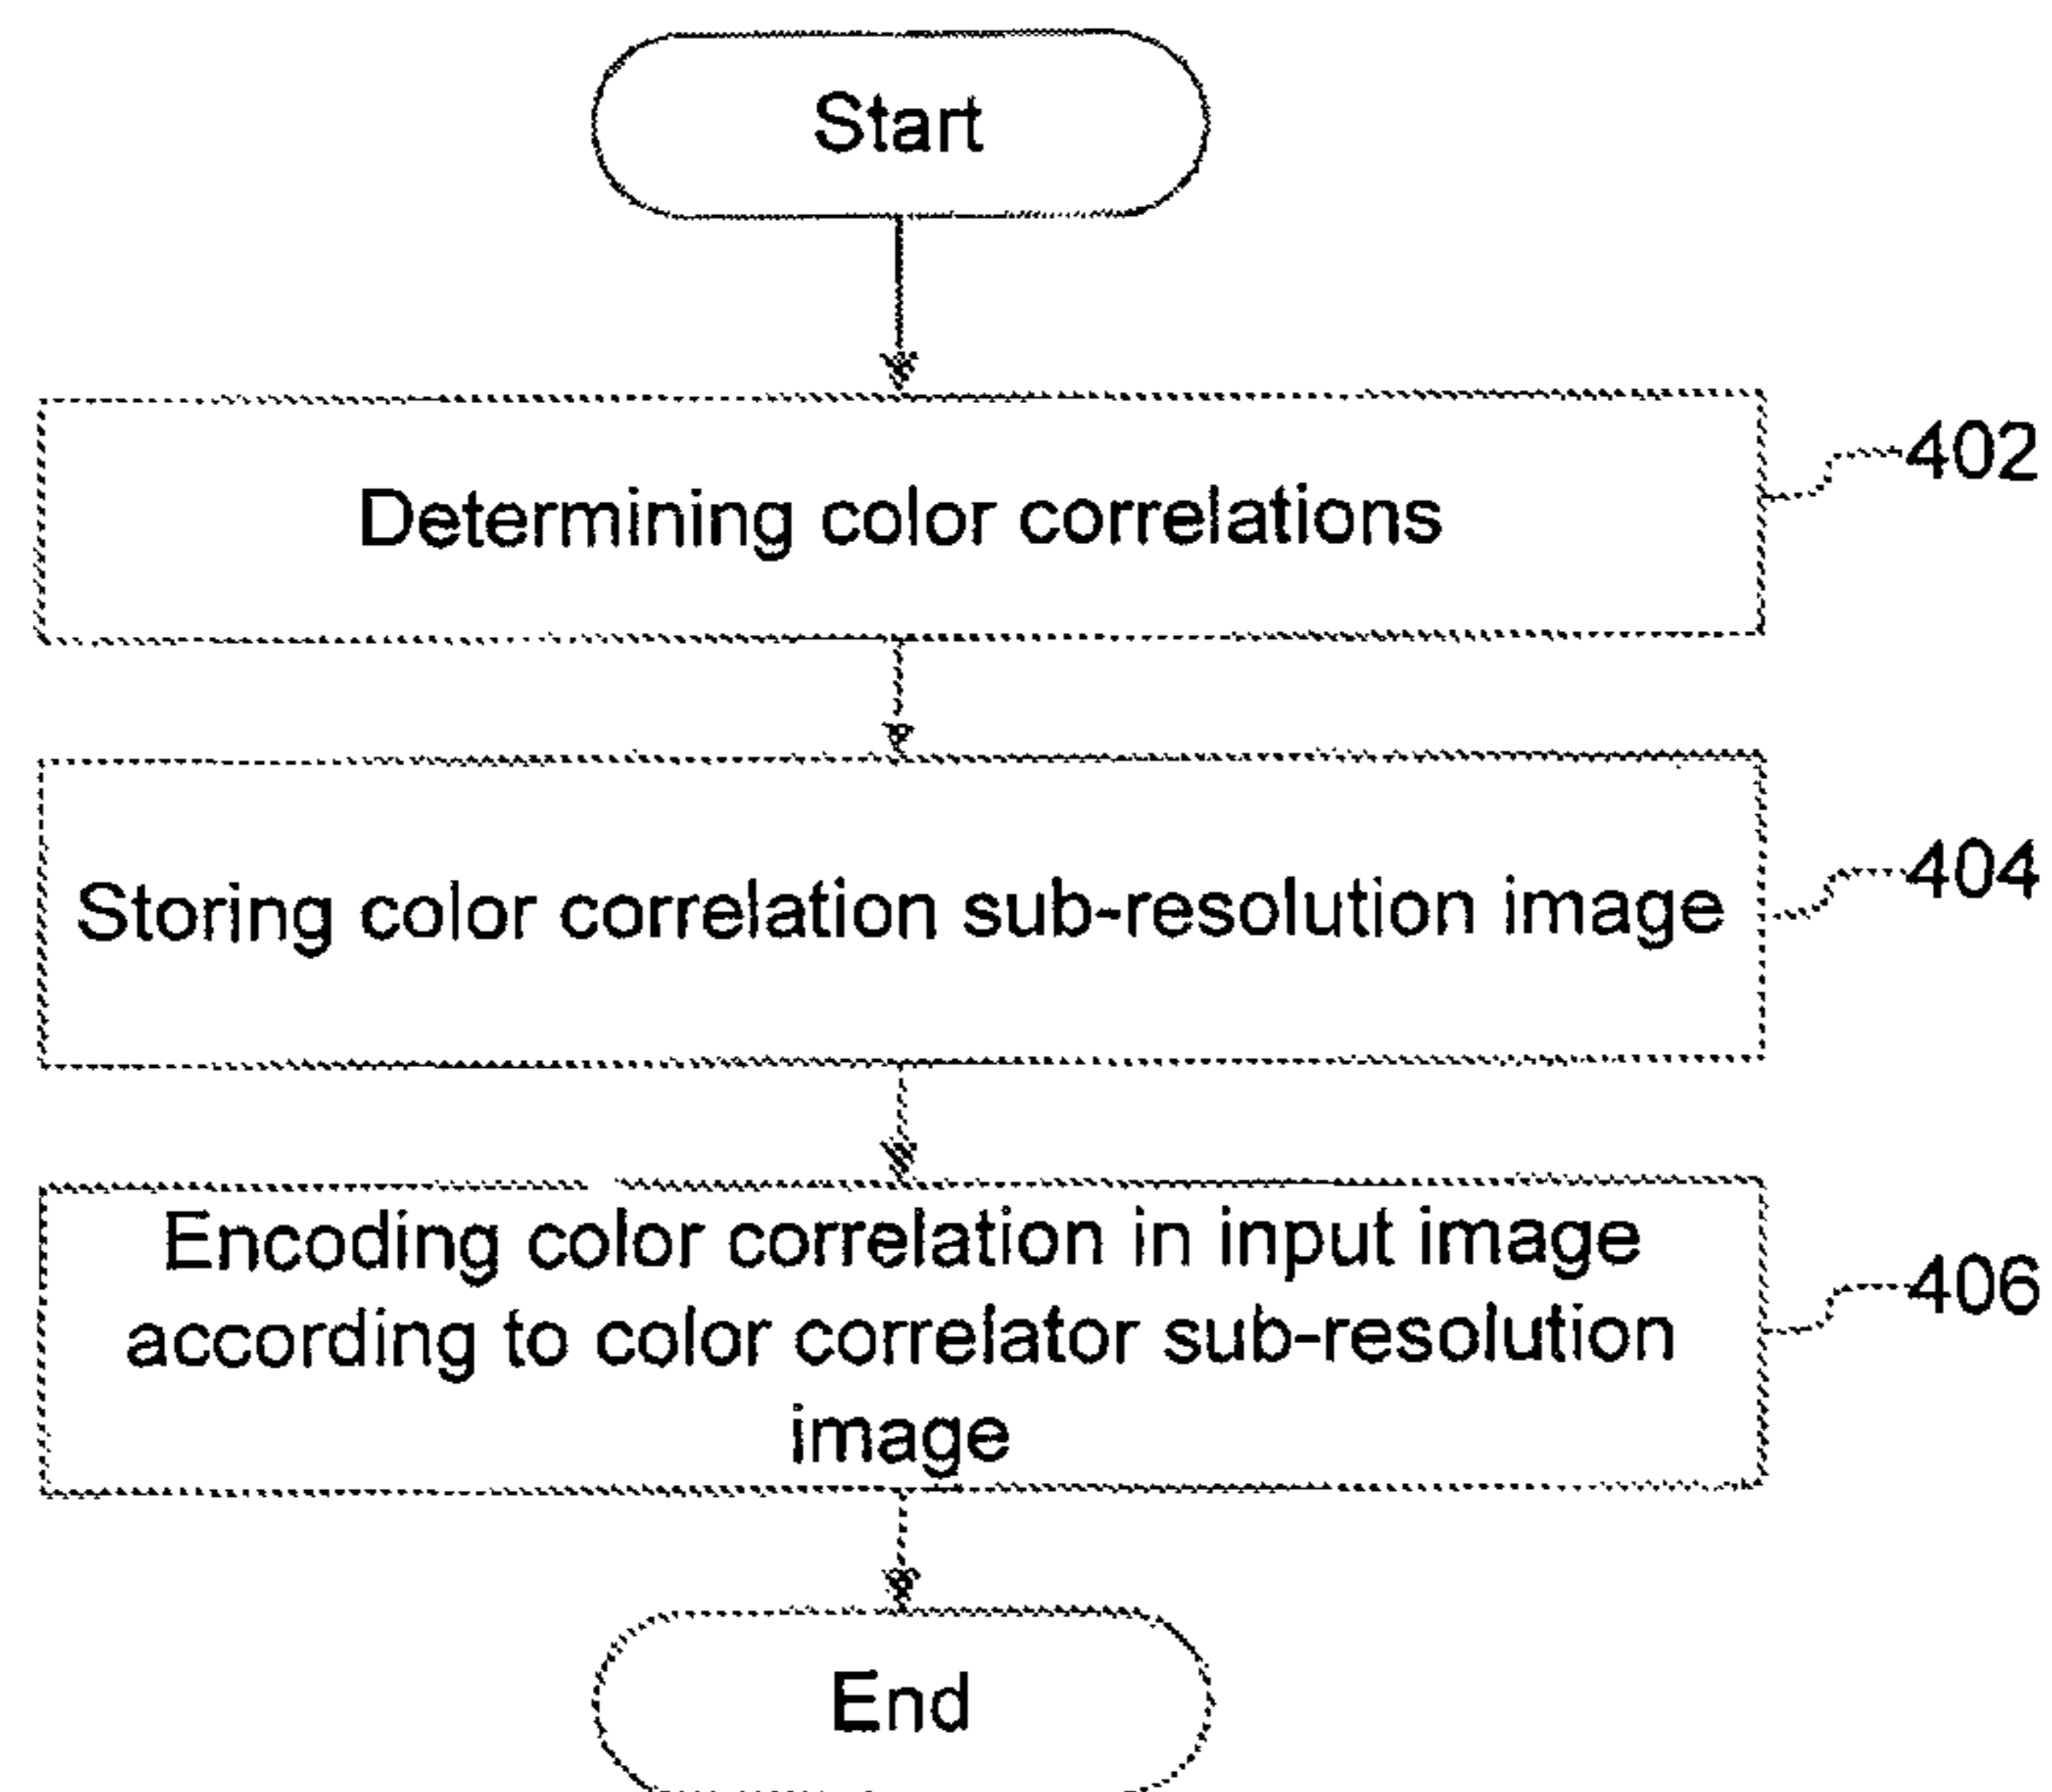 Start
Determining color correlations
402
Storing color correlation sub-resolution image
404
Encoding color correlation in input image
according to color correlator sub-resolution
image
406
End